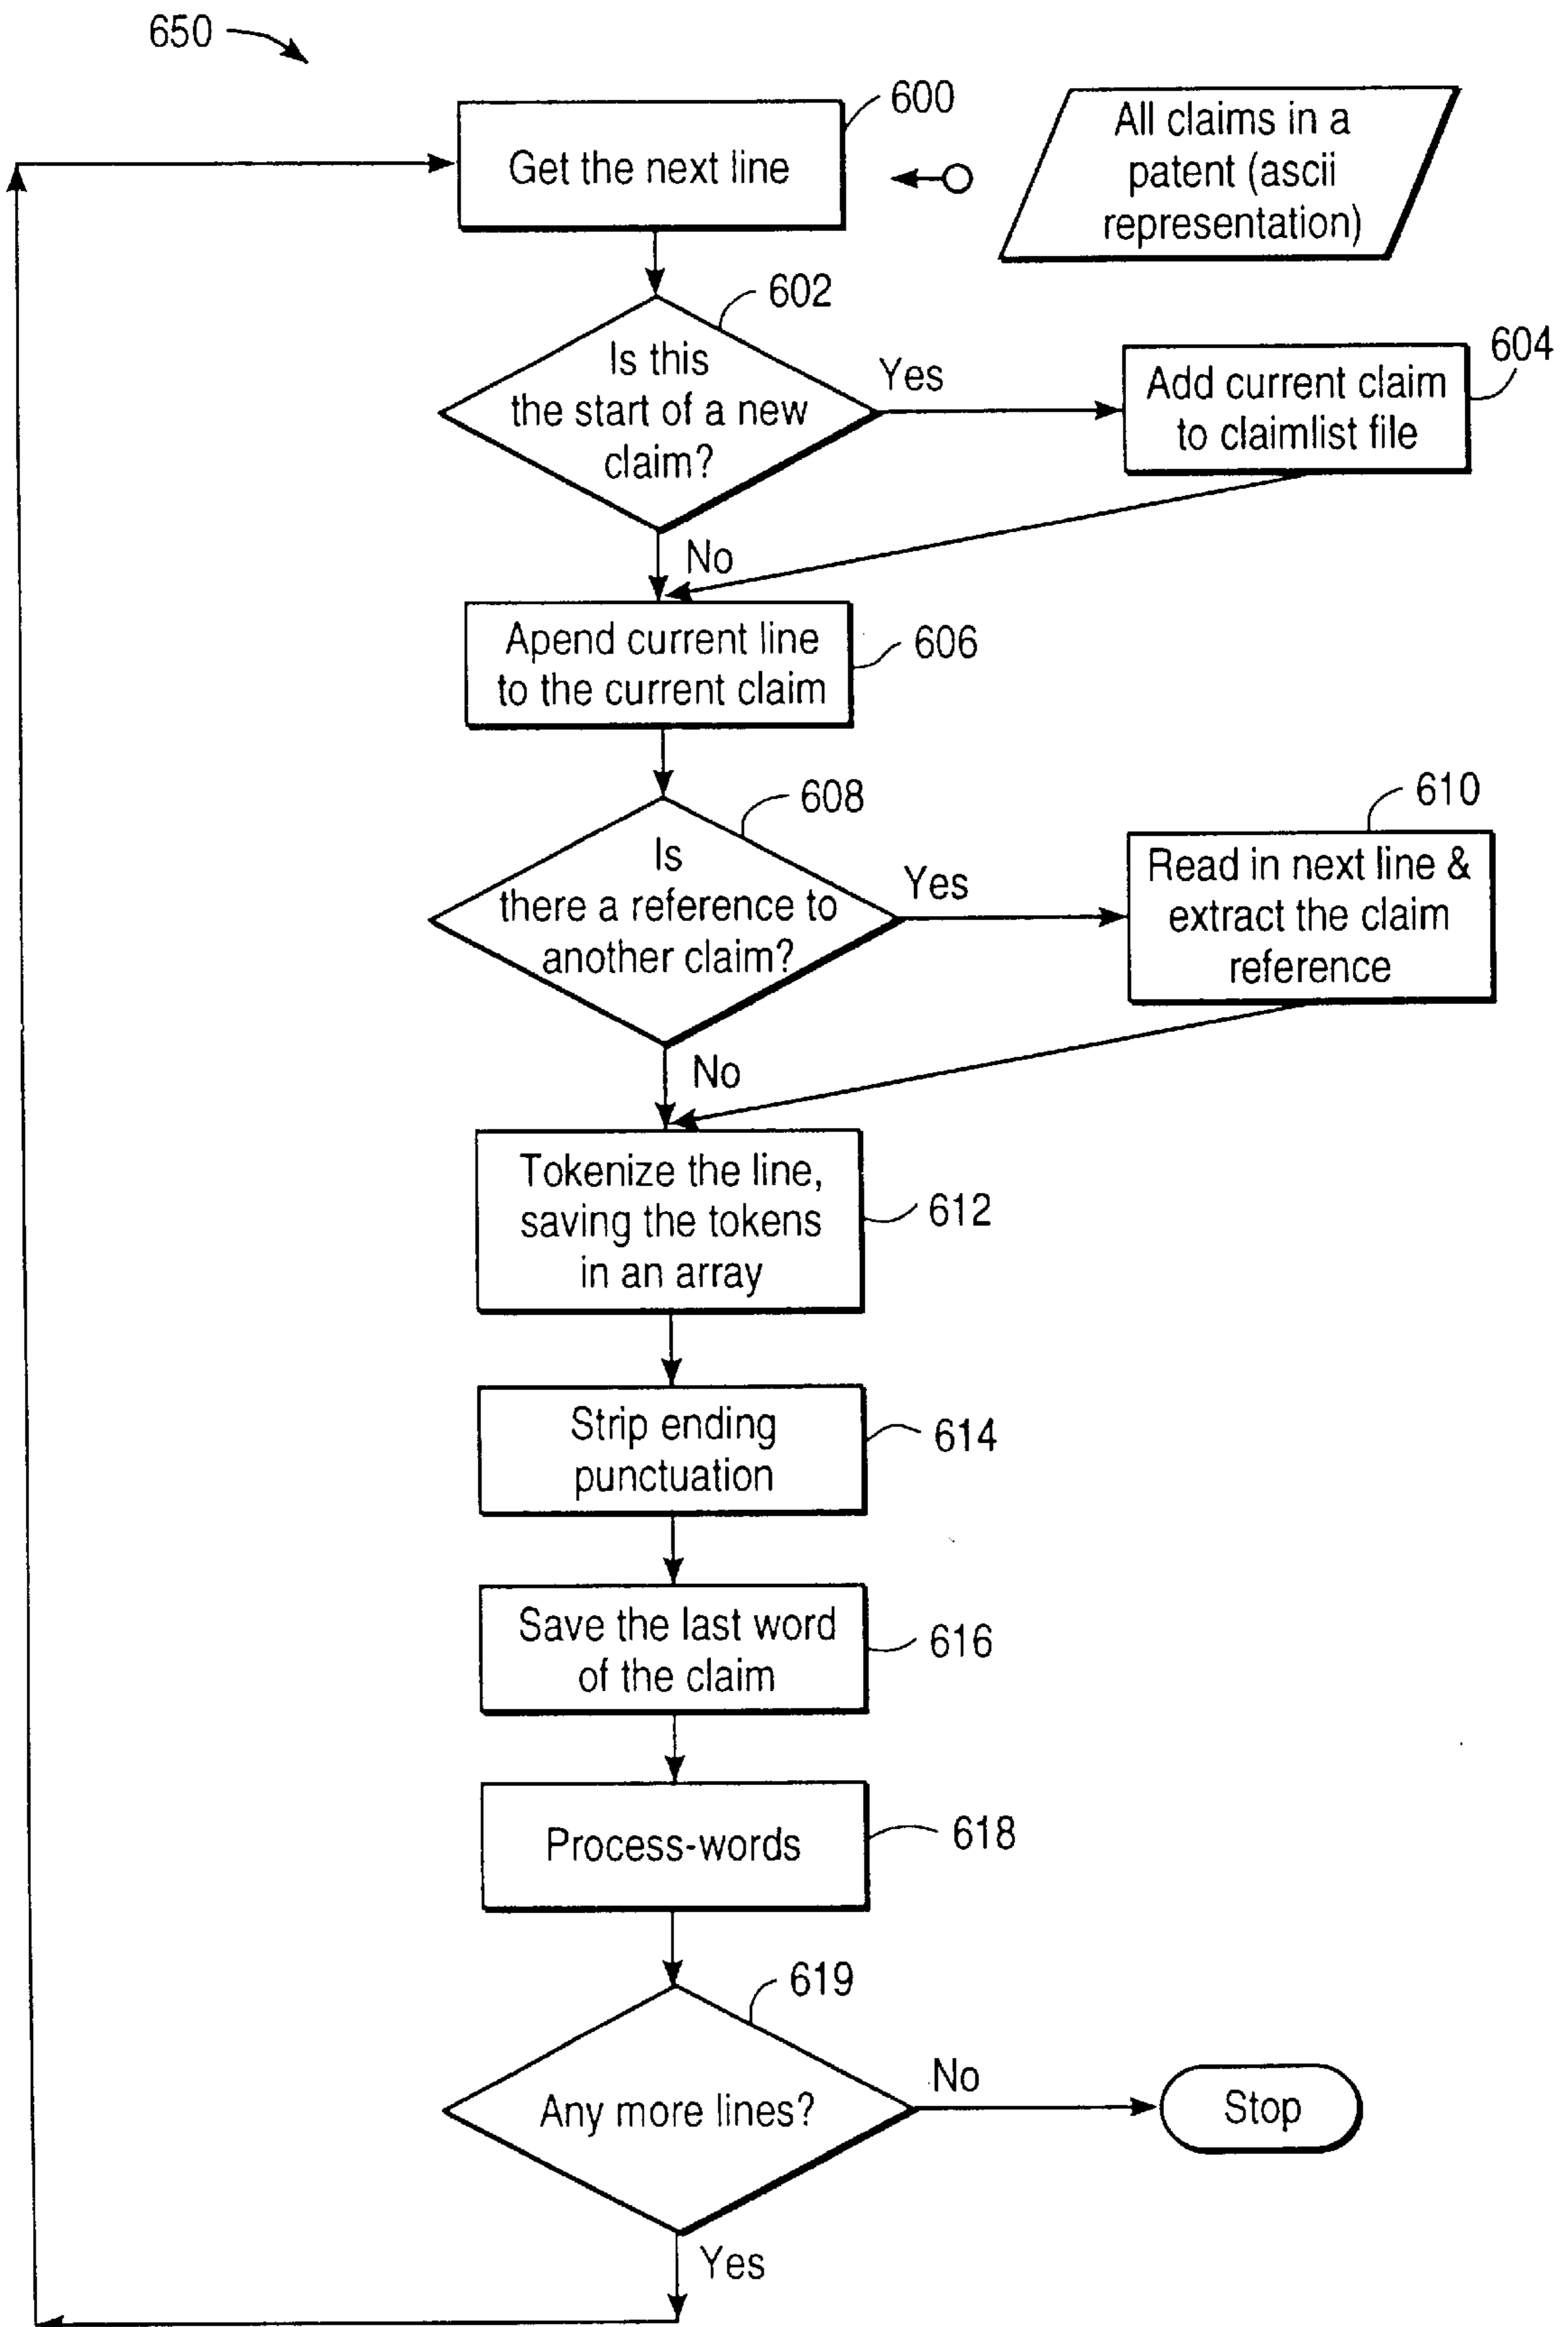 650
600
Get the next line
All claims in a
patent (ascii
representation)
602
Is this
the start of a new
claim?
Yes
604
Add current claim
to claimlist file
No
Apend current line
to the current claim
606
608
Is
there a reference to
another claim?
Yes
610
Read in next line &
extract the claim
reference
No
Tokenize the line,
saving the tokens
in an array
612
Strip ending
punctuation
614
Save the last word
of the claim
616
Process-words
618
619
Any more lines?
No
Stop
Yes